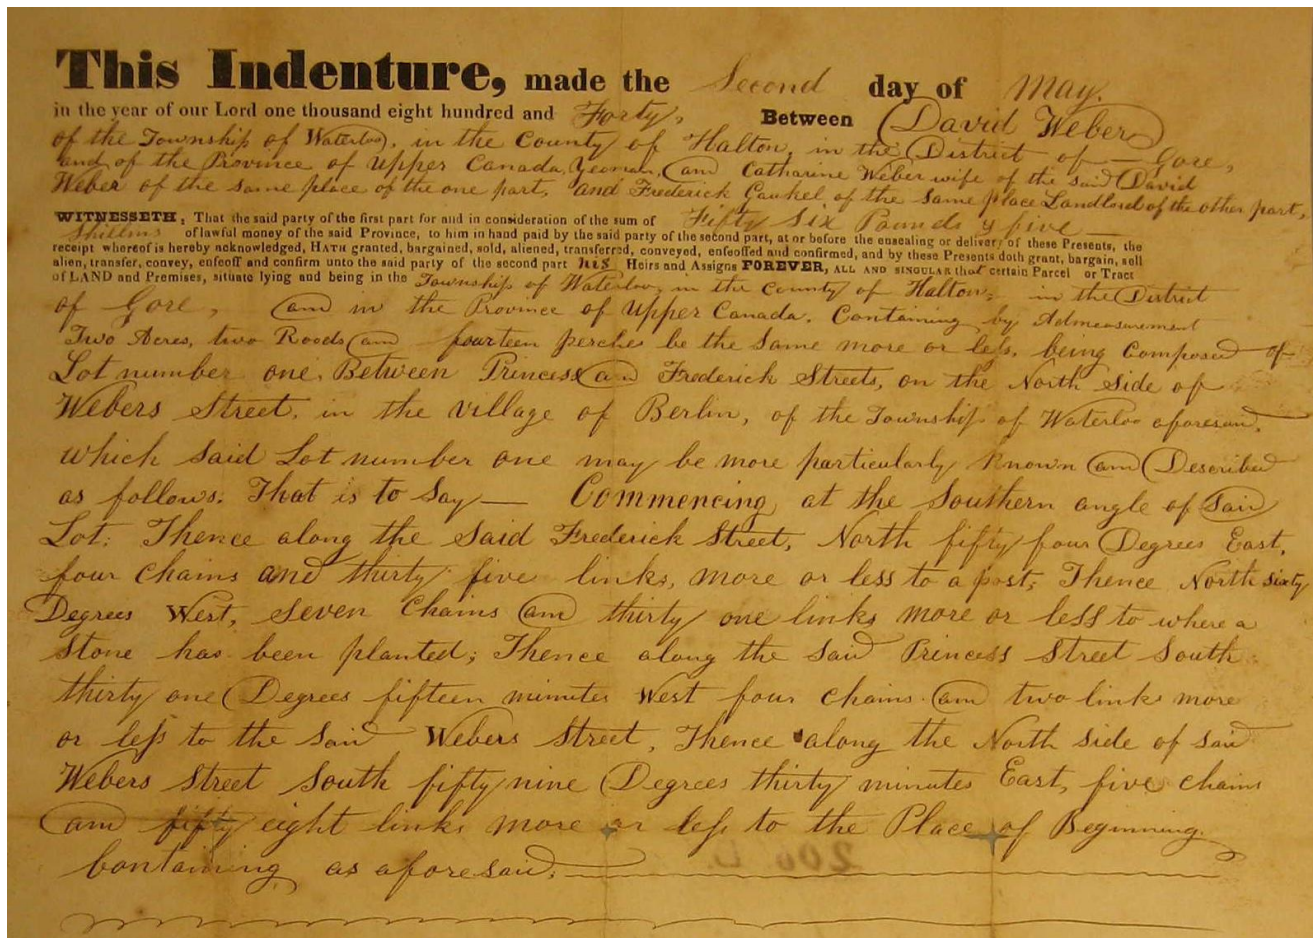 This Indenture, made the Second day of May.
in the year of our Lord one thousand eight hundred and Forty, Between David Weber
of the Township of Waterloo, in the County of Halton, in the District of — Gore,
and of the Province of Upper Canada, Yeoman, and Catharine Weber wife of the said David
Weber of the same place of the one part, and Frederick Gaukel of the Same place Landlord of the other part,
WITNESSETH, That the said party of the first part for and in consideration of the sum of Fifty Six Pounds & five —
Shillins of lawful money of the said Province, to him in hand paid by the said party of the second part, at or before the ensealing or delivery of these Presents, the
receipt whereof is hereby acknowledged, HATH granted, bargained, sold, aliened, transferred, conveyed, enfeoffed and confirmed, and by these Presents doth grant, bargain, sell
alien, transfer, convey, enfeoff and confirm unto the said party of the second part his Heirs and Assigns FOREVER, ALL AND SINGULAR that certain Parcel or Tract
of LAND and Premises, situate lying and being in the Township of Waterloo, in the County of Halton, in the District
of Gore, and in the Province of Upper Canada. Containing by Admeasurement
Two Acres, two Roods and fourteen perches be the Same more or less, being Composed of
Lot number one, Between Princess and Frederick Streets, on the North Side of
Webers Street, in the Village of Berlin, of the Township of Waterloo aforesaid.
which Said Lot number one may be more particularly Known and Described
as follows. That is to Say — Commencing at the Southern angle of Said
Lot; Thence along the Said Frederick Street, North fifty four Degrees East,
four Chains and thirty five links, more or less to a post; Thence North sixty
Degrees West, Seven Chains and thirty one links more or less to where a
Stone has been planted; Thence along the Said Princess Street South
thirty one Degrees fifteen minutes West four Chains and two links more
or less to the Said Webers Street, Thence along the North Side of Said
Webers Street South fifty nine Degrees thirty minutes East, five chains
and fifty eight links more or less to the Place of Beginning.
Containing as aforesaid.